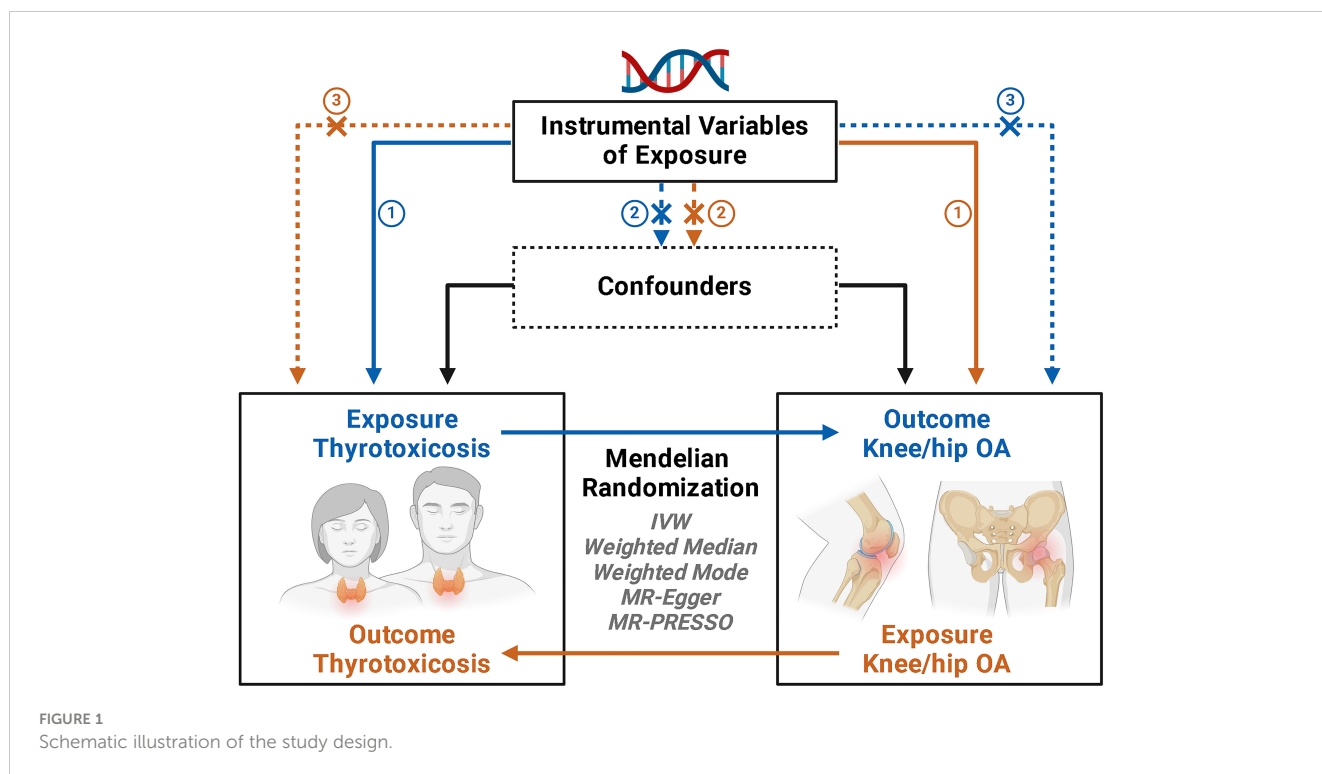 3
3
Instrumental Variables
of Exposure
1
2
2
1
Confounders
Exposure
Thyrotoxicosis
Outcome
Knee/hip OA
Mendelian
Randomization
IVW
Weighted Median
Weighted Mode
MR-Egger
MR-PRESSO
Outcome
Thyrotoxicosis
Exposure
Knee/hip OA
FIGURE 1
Schematic illustration of the study design.